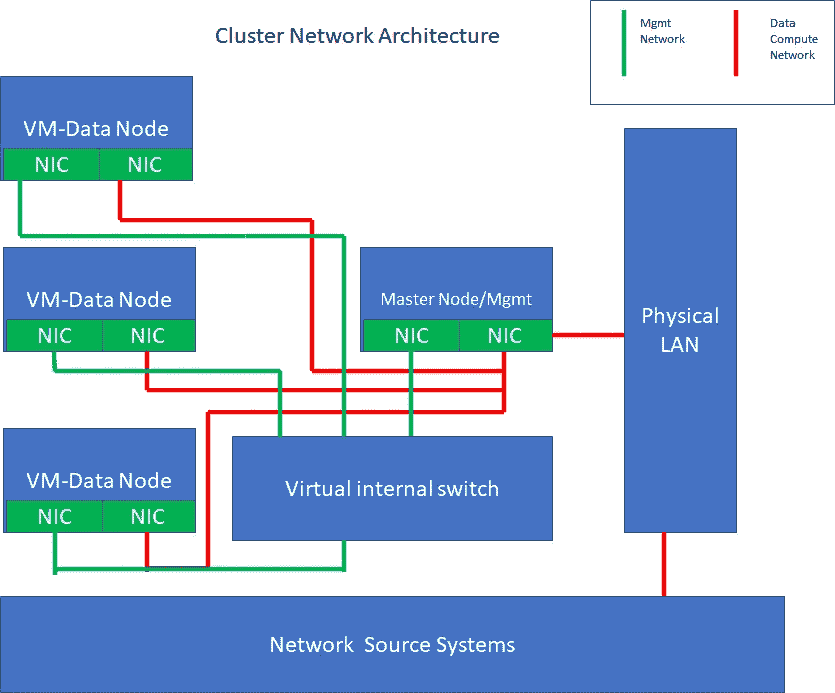 Cluster Network Architecture
Mgmt
Network
Data
Compute
Network
VM-Data Node
NIC
NIC
VM-Data Node
NIC
NIC
Master Node/Mgmt
NIC
NIC
Physical
LAN
VM-Data Node
NIC
NIC
Virtual internal switch
Network  Source Systems